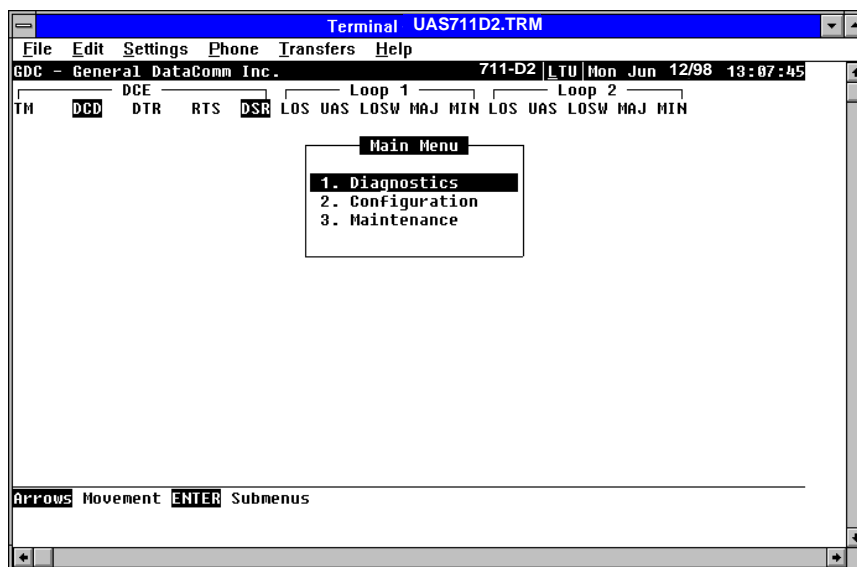 Terminal UAS711D2.TRM
File Edit Settings Phone Transfers Help
GDC - General DataComm Inc. 711-D2 LTU Mon Jun 12/98 13:07:45
DCE Loop 1 Loop 2
TM DCD DTR RTS DSR LOS UAS LOSW MAJ MIN LOS UAS LOSW MAJ MIN
Main Menu
1. Diagnostics
2. Configuration
3. Maintenance
Arrows Movement ENTER Submenus